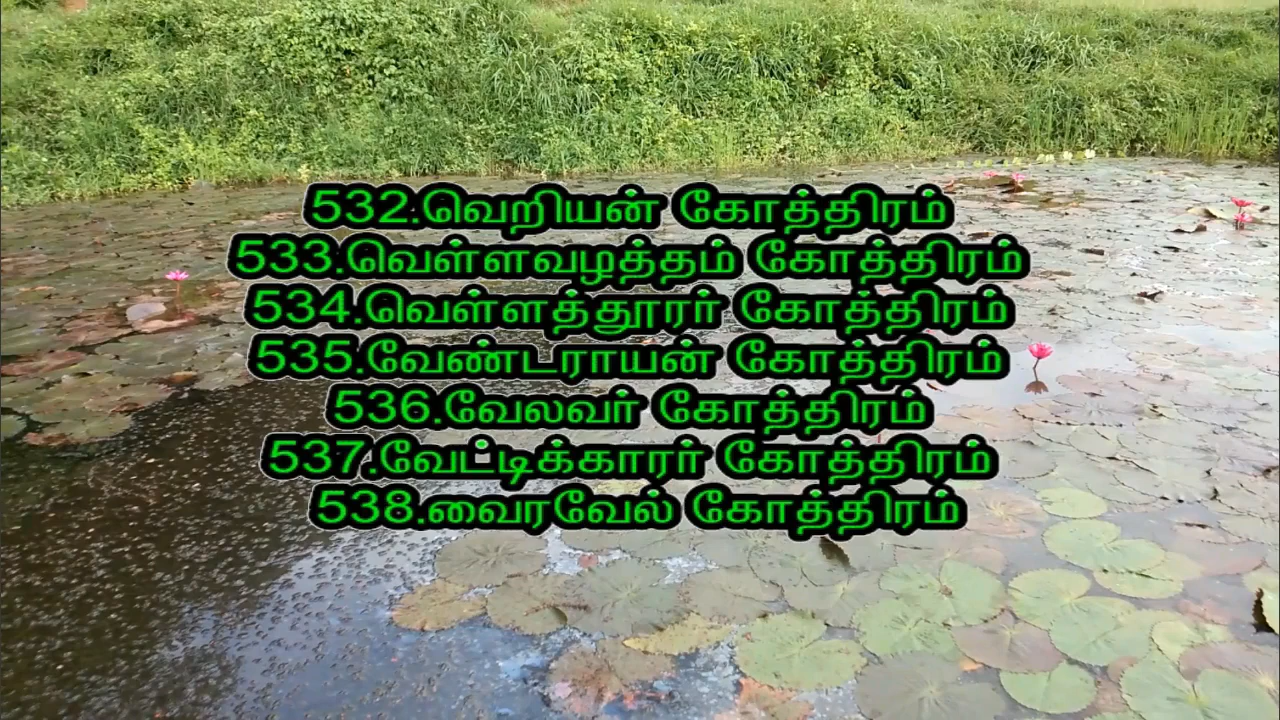 532.வெறியன் கோத்திரம்
533.வெள்ளவழத்தம் கோத்திரம்
534.வெள்ளத்தூரர் கோத்திரம்
535.வேண்டராயன் கோத்திரம்
536.வேலவர் கோத்திரம்
537.வேட்டிக்காரர் கோத்திரம்
538.வைரவேல் கோத்திரம்